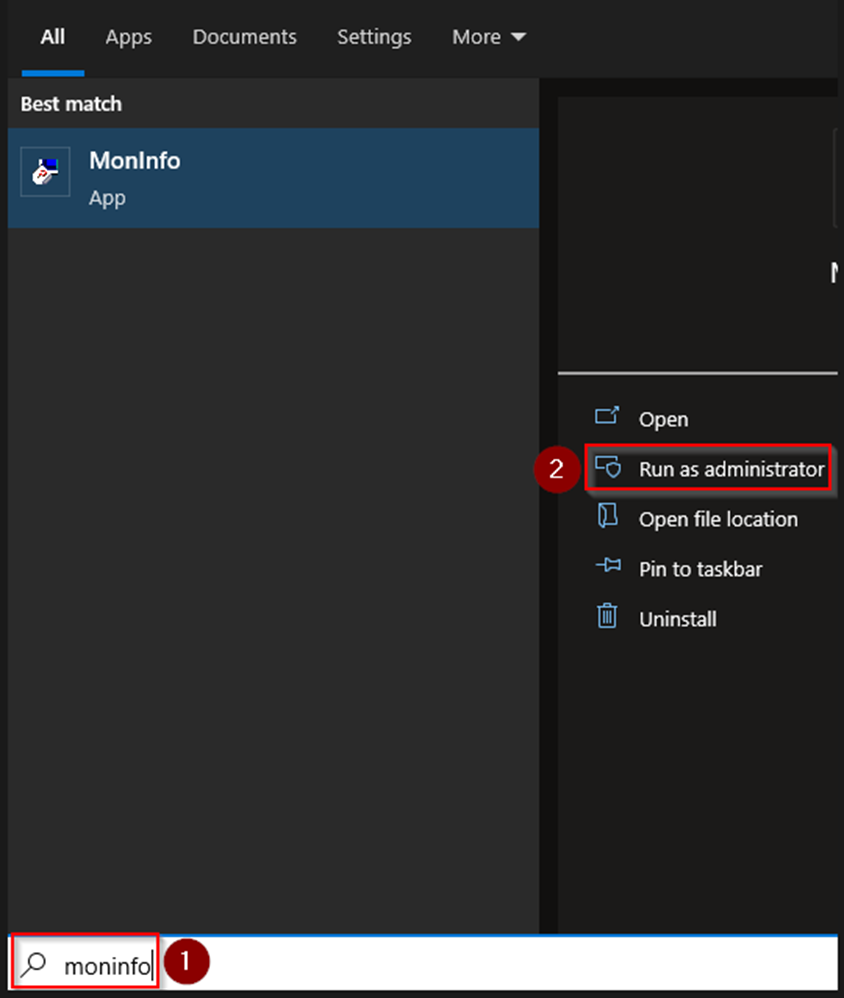 All Apps Documents Settings More
Best match
MonInfo
App
Open
2 Run as administrator
Open file location
Pin to taskbar
Uninstall
moninfo 1